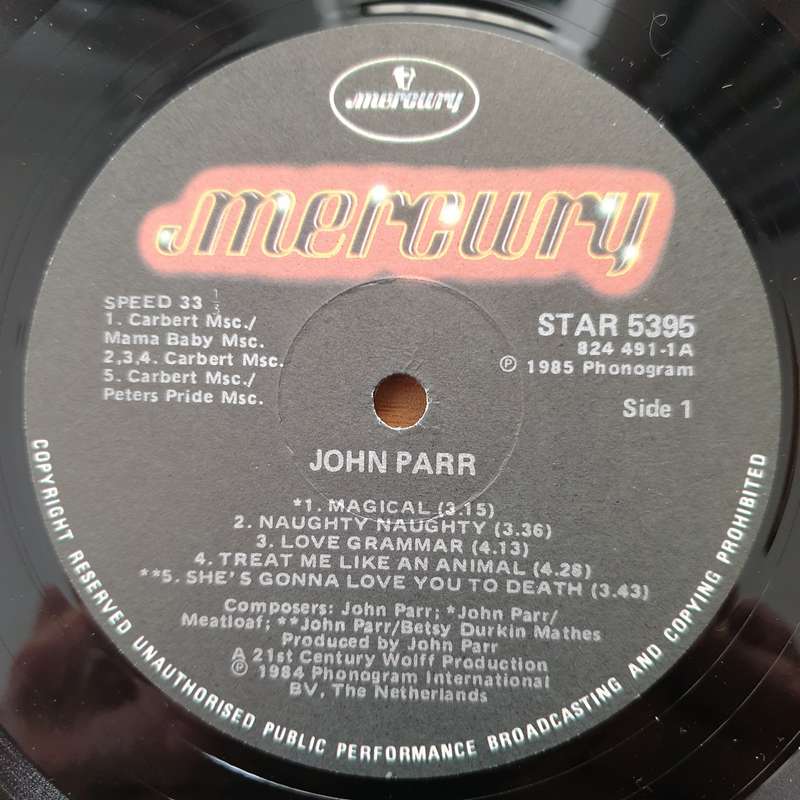 mercury
mercury
SPEED 33 1/3
1. Carbert Msc./
Mama Baby Msc.
2,3,4. Carbert Msc.
5. Carbert Msc./
Peters Pride Msc.
STAR 5395
824 491-1A
℗ 1985 Phonogram
Side 1
JOHN PARR
*1. MAGICAL (3.15)
2. NAUGHTY NAUGHTY (3.36)
3. LOVE GRAMMAR (4.13)
4. TREAT ME LIKE AN ANIMAL (4.28)
**5. SHE'S GONNA LOVE YOU TO DEATH (3.43)
Composers: John Parr; *John Parr/
Meatloaf; **John Parr/Betsy Durkin Mathes
Produced by John Parr
A 21st Century Wolff Production
℗ 1984 Phonogram International
BV, The Netherlands
COPYRIGHT RESERVED UNAUTHORISED PUBLIC PERFORMANCE BROADCASTING AND COPYING PROHIBITED